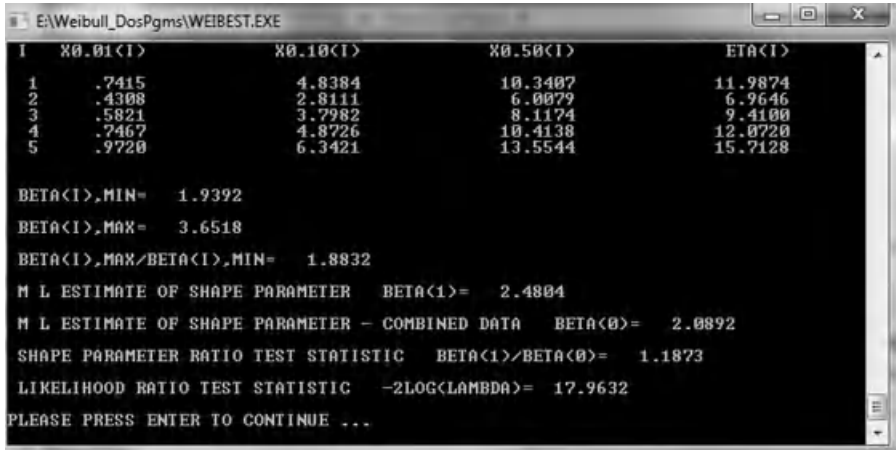 E:\Weibull_DosPgms\WEIBEST.EXE
I X0.01(I) X0.10(I) X0.50(I) ETA(I)
1 .7415 4.8384 10.3407 11.9874
2 .4308 2.8111 6.0079 6.9646
3 .5821 3.7982 8.1174 9.4100
4 .7467 4.8726 10.4138 12.0720
5 .9720 6.3421 13.5544 15.7128
BETA(I),MIN= 1.9392
BETA(I),MAX= 3.6518
BETA(I),MAX/BETA(I),MIN= 1.8832
M L ESTIMATE OF SHAPE PARAMETER BETA(1)= 2.4804
M L ESTIMATE OF SHAPE PARAMETER - COMBINED DATA BETA(0)= 2.0892
SHAPE PARAMETER RATIO TEST STATISTIC BETA(1)/BETA(0)= 1.1873
LIKELIHOOD RATIO TEST STATISTIC -2LOG(LAMBDA)= 17.9632
PLEASE PRESS ENTER TO CONTINUE ...